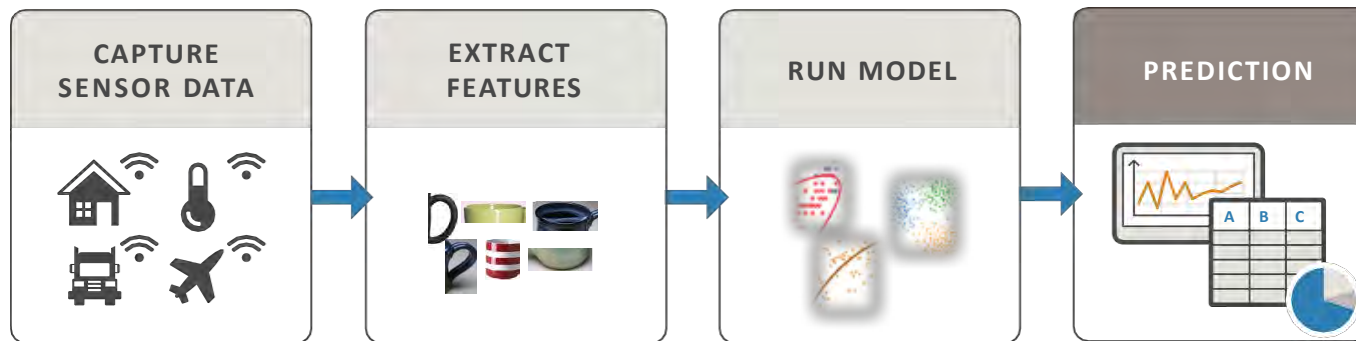 CAPTURE
SENSOR DATA
EXTRACT
FEATURES
RUN MODEL
PREDICTION
A B C